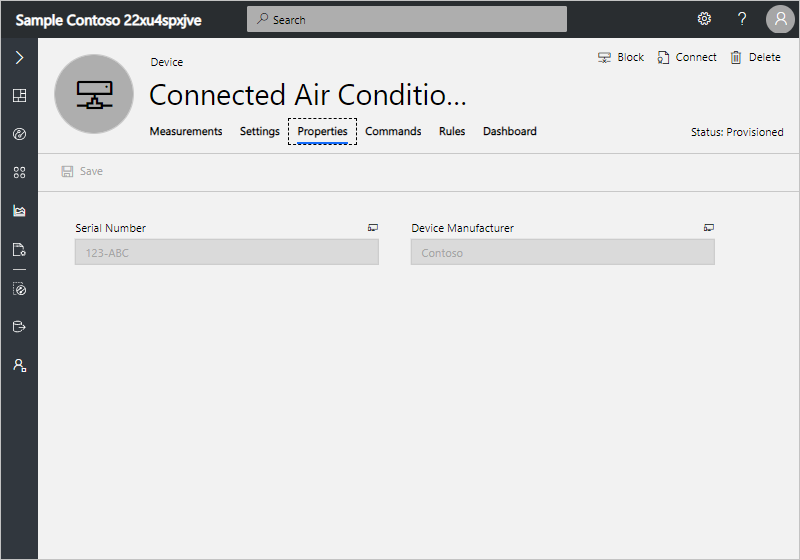 Sample Contoso 22xu4spxjve
Search
?
Device
Block
Connect
Delete
Connected Air Conditio...
Measurements
Settings
Properties
Commands
Rules
Dashboard
Status: Provisioned
Save
Serial Number
Device Manufacturer
123-ABC
Contoso